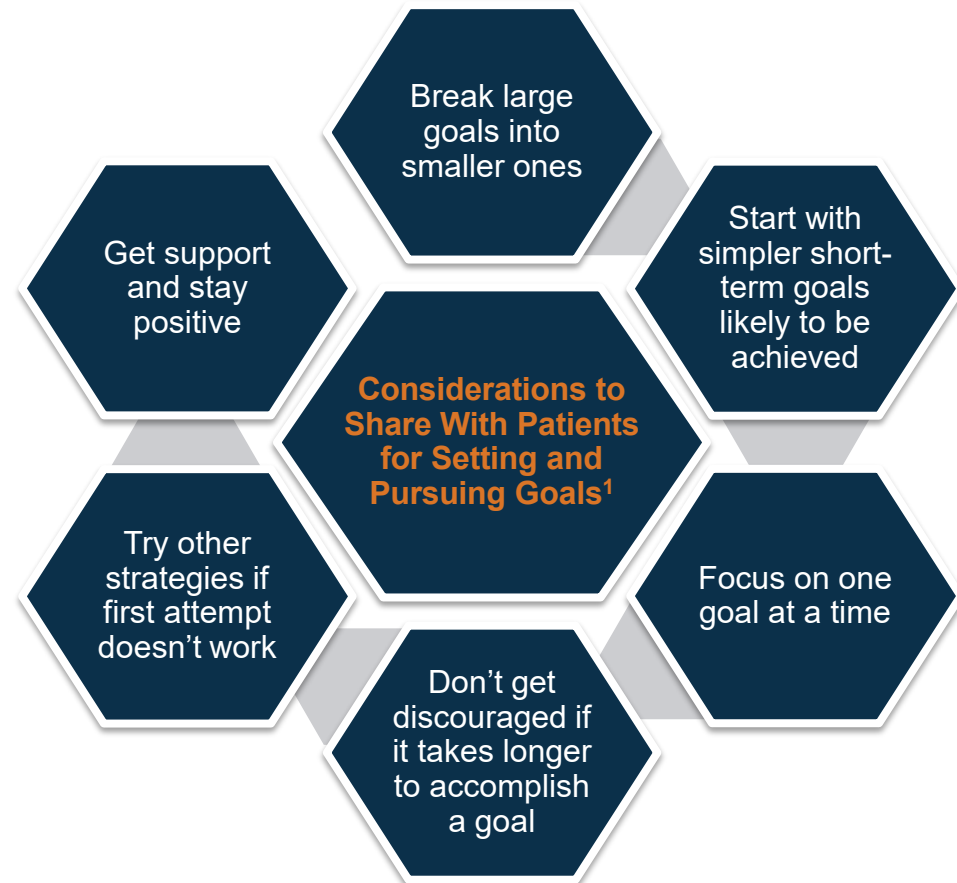 Break large
goals into
smaller ones
Start with
simpler short-
term goals
likely to be
achieved
Focus on one
goal at a time
Don’t get
discouraged if
it takes longer
to accomplish
a goal
Try other
strategies if
first attempt
doesn’t work
Get support
and stay
positive
Considerations to
Share With Patients
for Setting and
Pursuing Goals¹